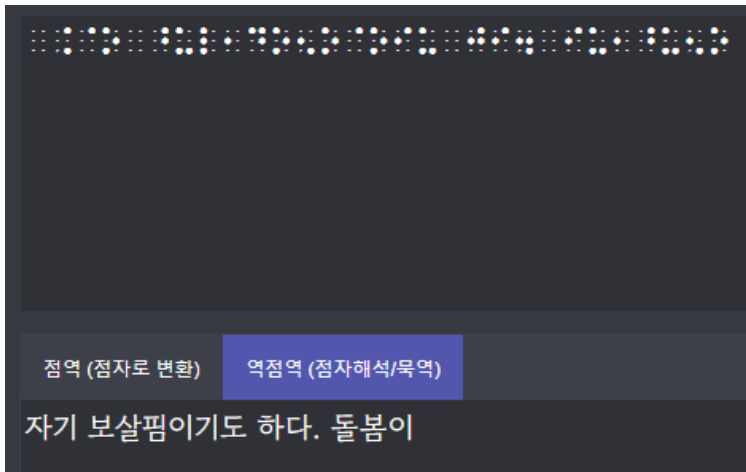 ⠀⠨⠈⠕⠀⠘⠥⠇⠂⠙⠕⠢⠕⠈⠕⠊⠥⠀⠚⠊⠲⠀⠊⠥⠂⠘⠥⠢⠕
점역 (점자로 변환) 역점역 (점자해석/묵역)
자기 보살핌이기도 하다. 돌봄이